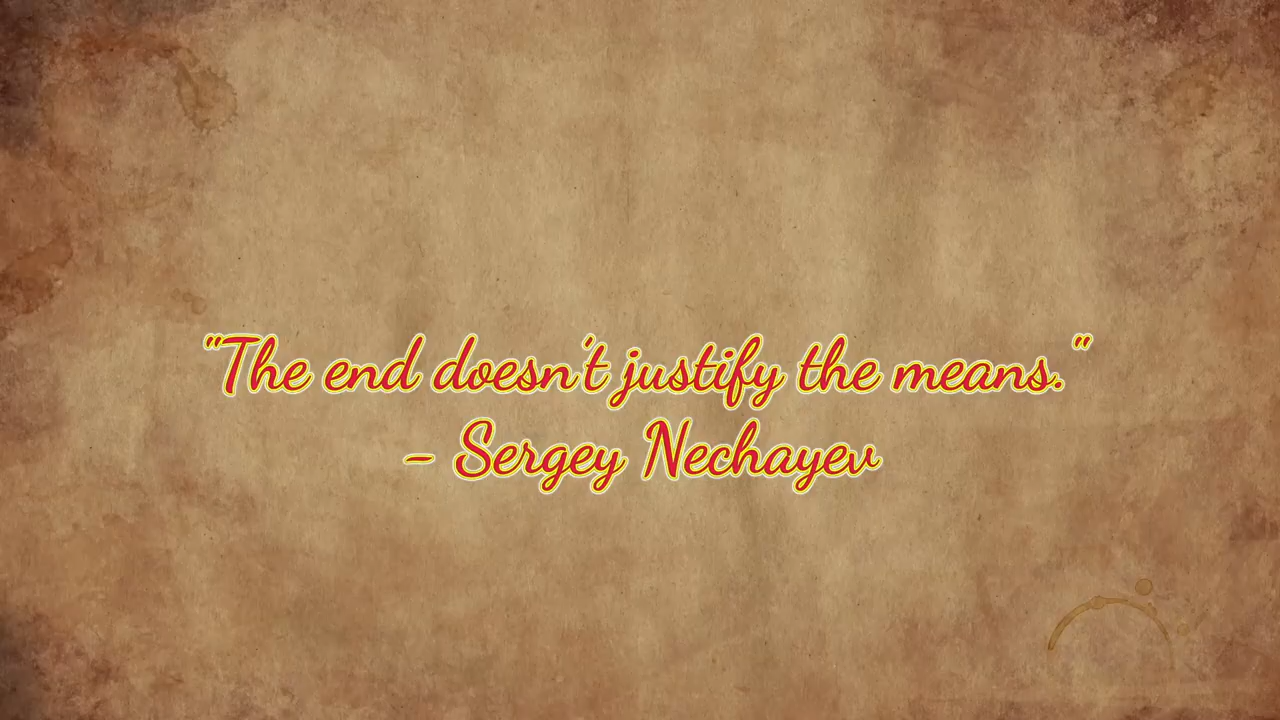 “The end doesn’t justify the means.“
– Sergey Nechayev